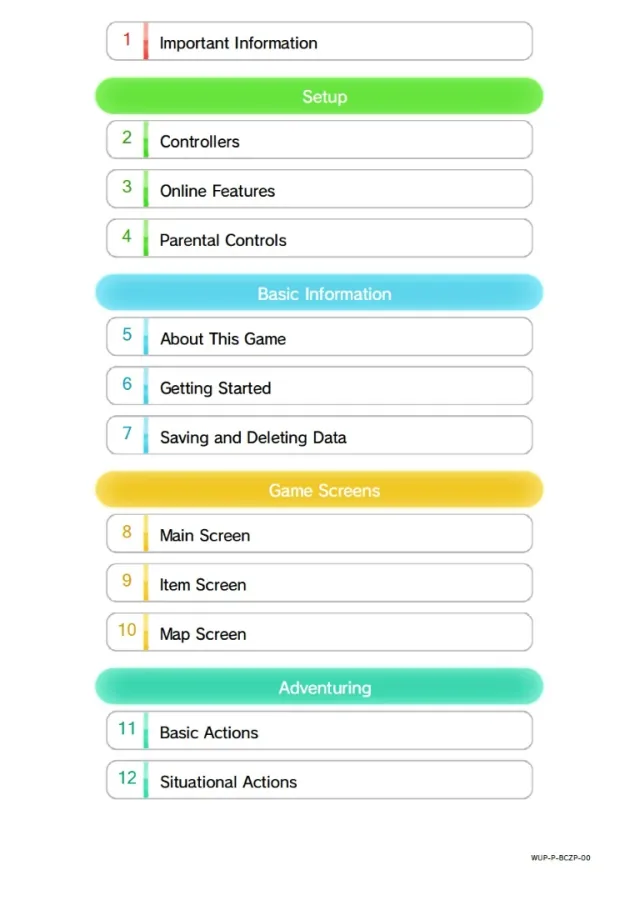 1 Important Information
Setup
2 Controllers
3 Online Features
4 Parental Controls
Basic Information
5 About This Game
6 Getting Started
7 Saving and Deleting Data
Game Screens
8 Main Screen
9 Item Screen
10 Map Screen
Adventuring
11 Basic Actions
12 Situational Actions
WUP-P-BCZP-00